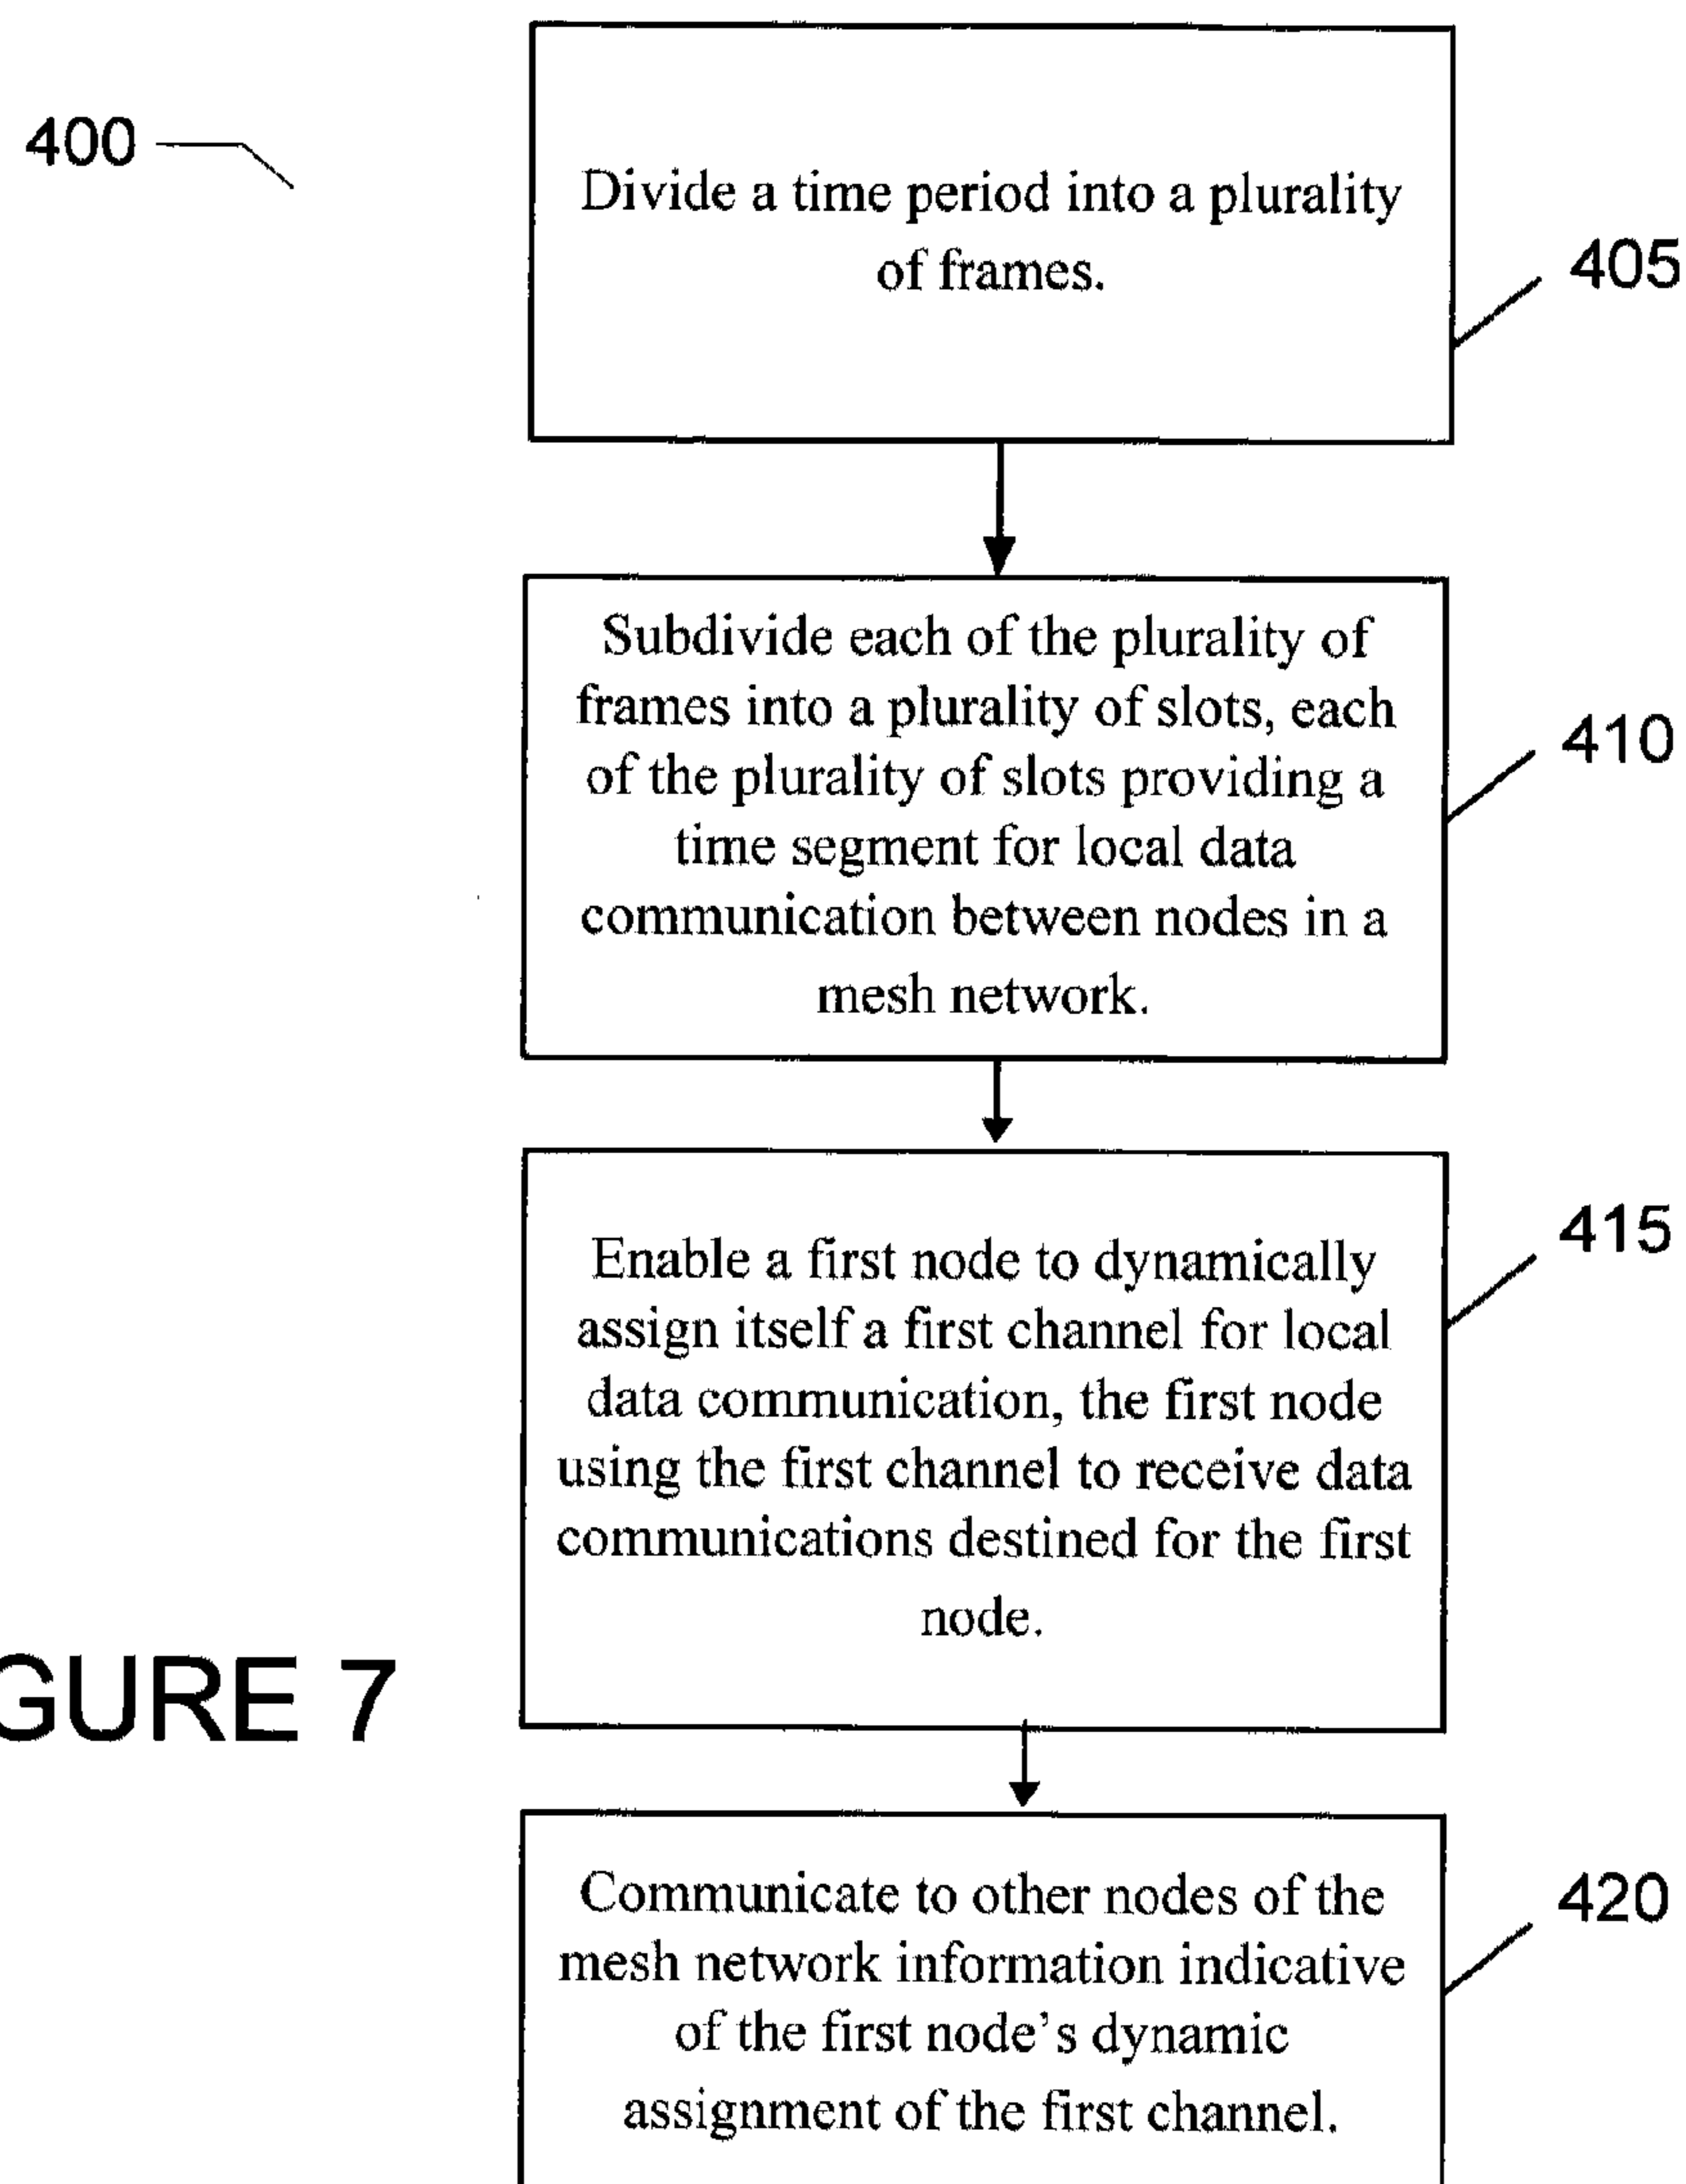 400
Divide a time period into a plurality
of frames.
405
Subdivide each of the plurality of
frames into a plurality of slots, each
of the plurality of slots providing a
time segment for local data
communication between nodes in a
mesh network.
410
Enable a first node to dynamically
assign itself a first channel for local
data communication, the first node
using the first channel to receive data
communications destined for the first
node.
415
GURE 7
Communicate to other nodes of the
mesh network information indicative
of the first node's dynamic
assignment of the first channel.
420